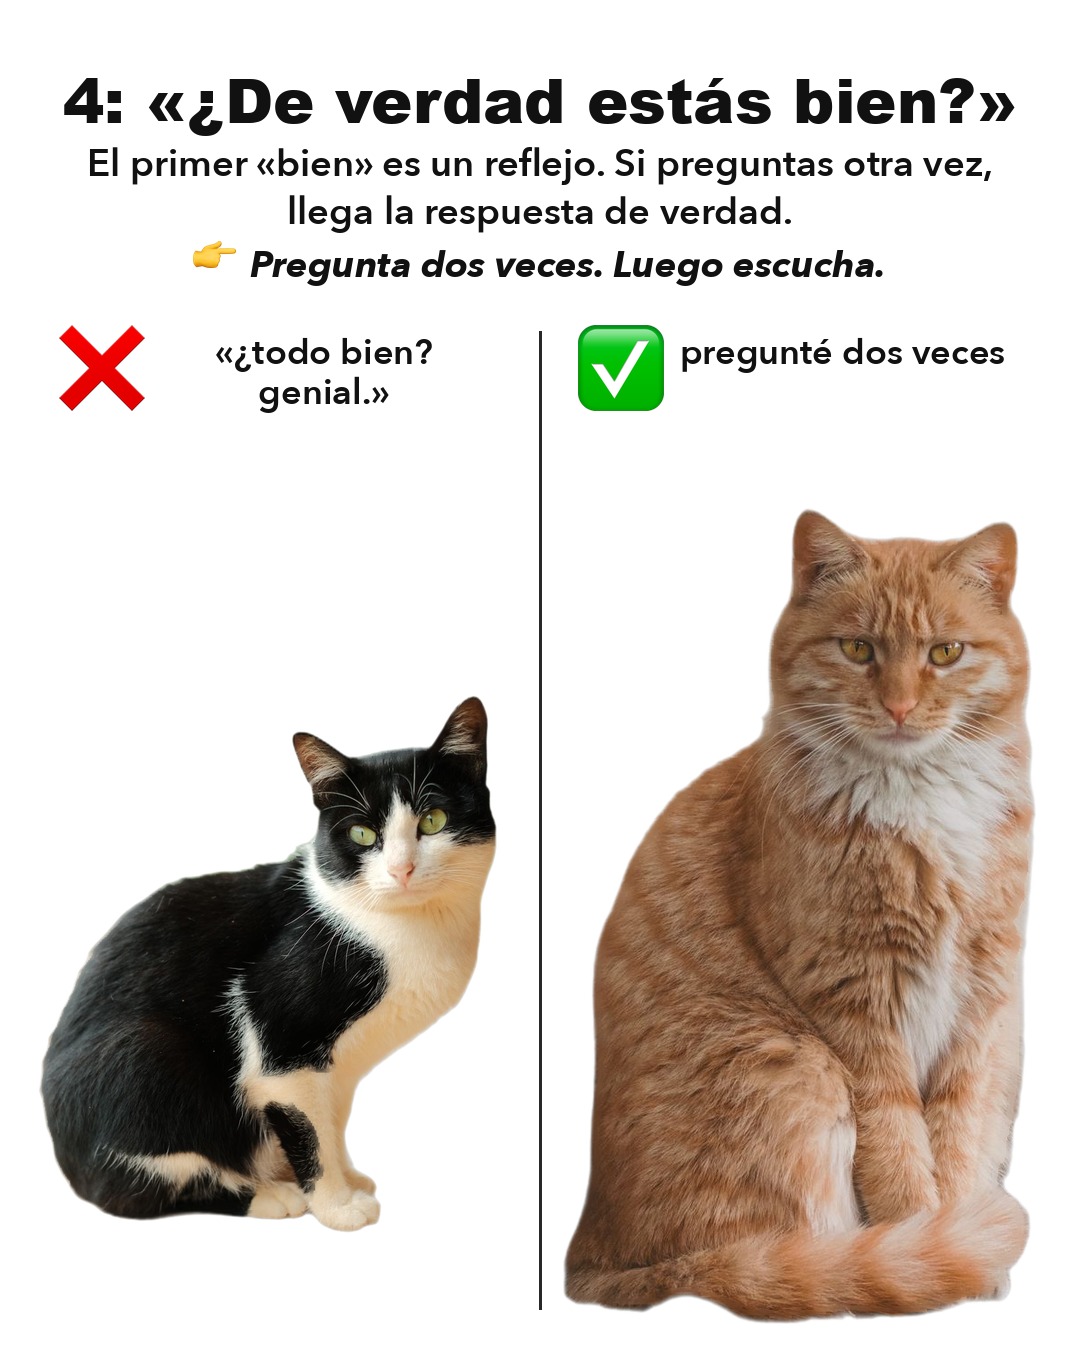 4: «¿De verdad estás bien?»
El primer «bien» es un reflejo. Si preguntas otra vez,
llega la respuesta de verdad.
👉 Pregunta dos veces. Luego escucha.
«¿todo bien?
genial.»
pregunté dos veces